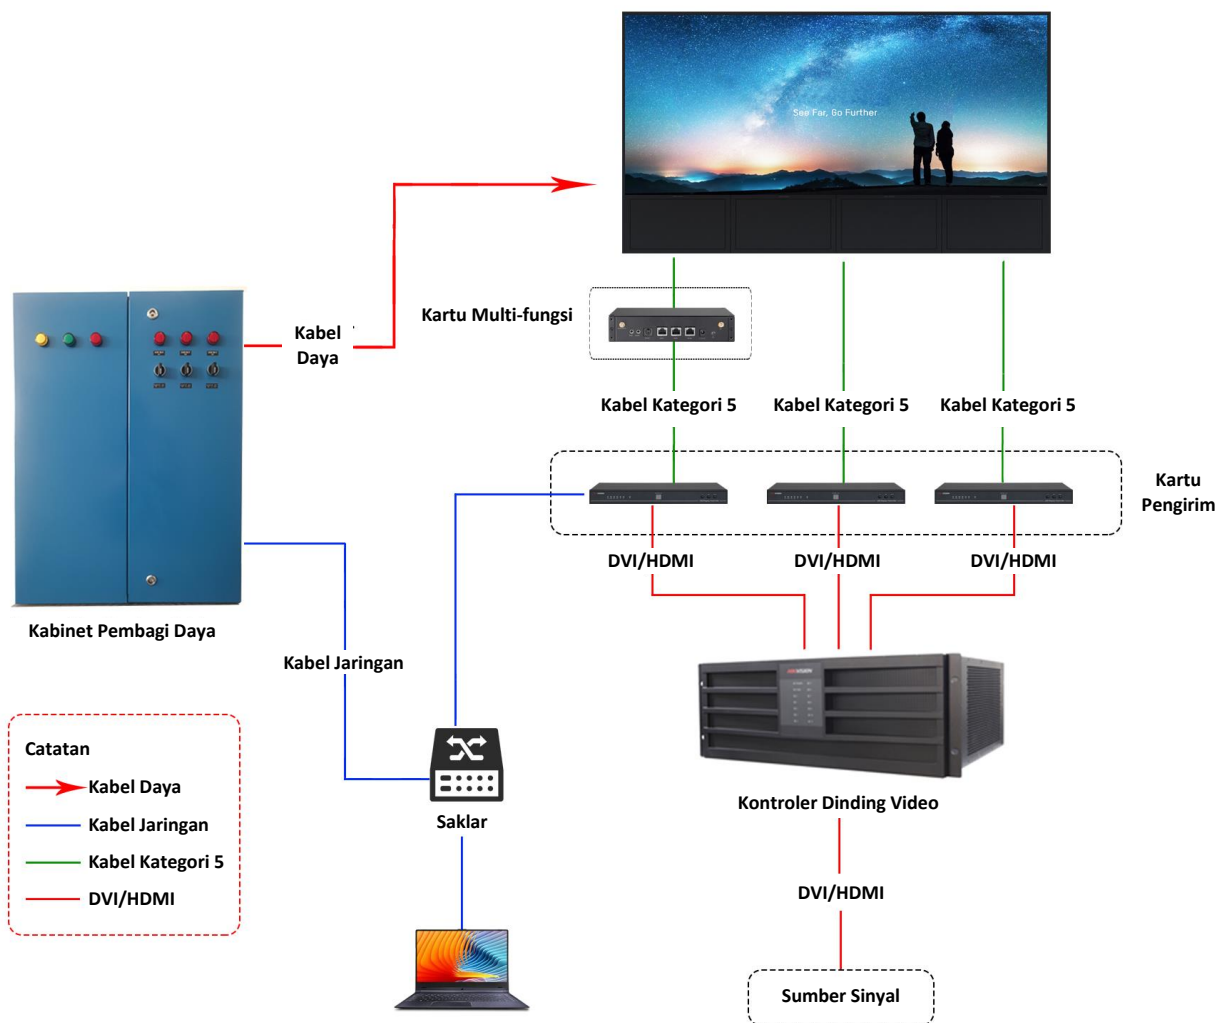 See Far, Go Further
Kartu Multi-fungsi
Kabel
Daya
Kabel Kategori 5
Kabel Kategori 5
Kabel Kategori 5
Kartu
Pengirim
DVI/HDMI
DVI/HDMI
DVI/HDMI
Kabinet Pembagi Daya
Kabel Jaringan
HIKVISION
Catatan
Kabel Daya
Kabel Jaringan
Kabel Kategori 5
DVI/HDMI
Saklar
Kontroler Dinding Video
DVI/HDMI
Sumber Sinyal